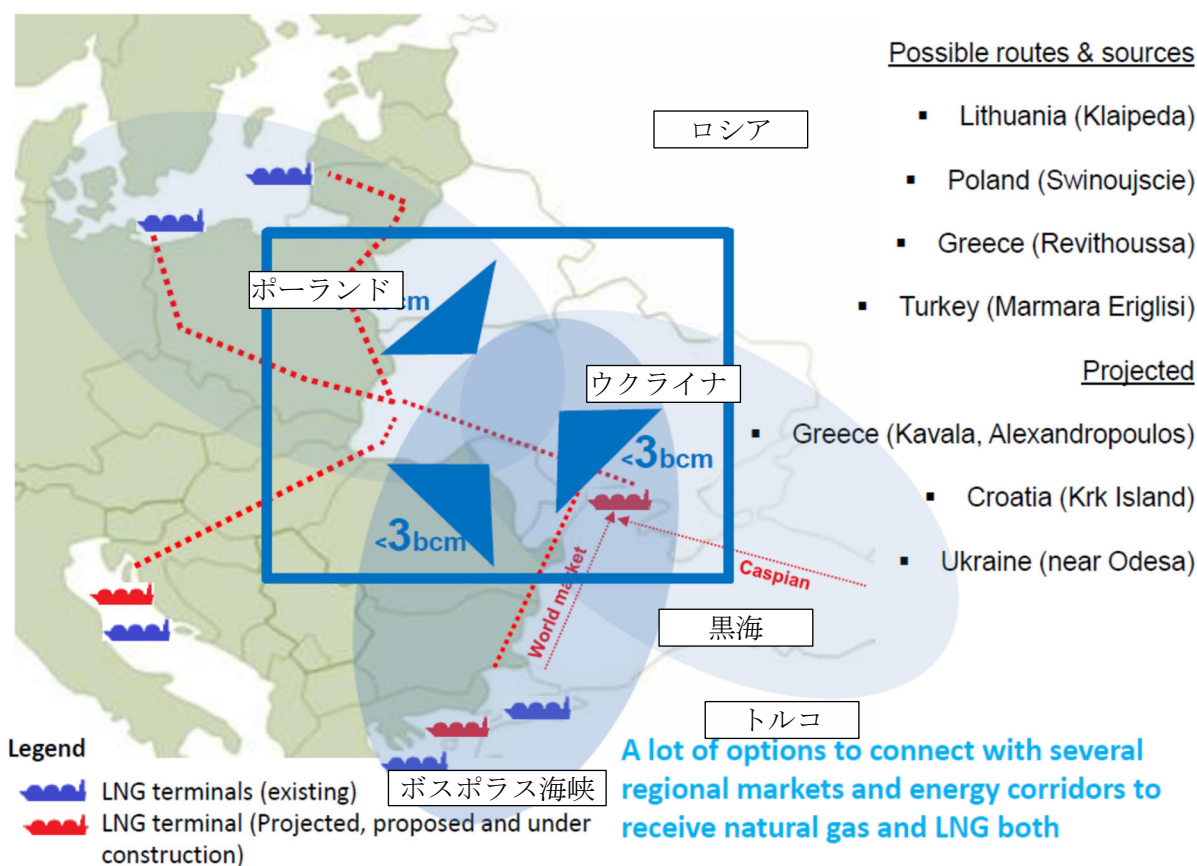 Possible routes & sources
▪ Lithuania (Klaipeda)
▪ Poland (Swinoujscie)
▪ Greece (Revithoussa)
▪ Turkey (Marmara Eriglisi)
Projected
▪ Greece (Kavala, Alexandropoulos)
▪ Croatia (Krk Island)
▪ Ukraine (near Odesa)
ロシア
ポーランド
bcm
ウクライナ
<3bcm
<3bcm
World market
Caspian
黒海
トルコ
ボスポラス海峡
Legend
LNG terminals (existing)
LNG terminal (Projected, proposed and under
construction)
A lot of options to connect with several
regional markets and energy corridors to
receive natural gas and LNG both